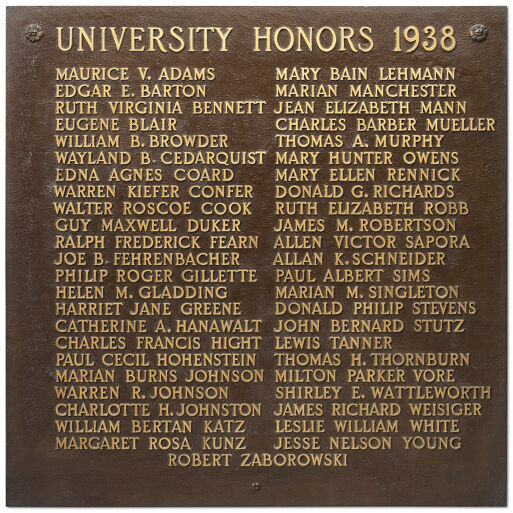 UNIVERSITY HONORS 1938
MAURICE V. ADAMS
EDGAR E. BARTON
RUTH VIRGINIA BENNETT
EUGENE BLAIR
WILLIAM B. BROWDER
WAYLAND B. CEDARQUIST
EDNA AGNES COARD
WARREN KIEFER CONFER
WALTER ROSCOE COOK
GUY MAXWELL DUKER
RALPH FREDERICK FEARN
JOE B. FEHRENBACHER
PHILIP ROGER GILLETTE
HELEN M. GLADDING
HARRIET JANE GREENE
CATHERINE A. HANAWALT
CHARLES FRANCIS HIGHT
PAUL CECIL HOHENSTEIN
MARIAN BURNS JOHNSON
WARREN R. JOHNSON
CHARLOTTE H. JOHNSTON
WILLIAM BERTAN KATZ
MARGARET ROSA KUNZ
MARY BAIN LEHMANN
MARIAN MANCHESTER
JEAN ELIZABETH MANN
CHARLES BARBER MUELLER
THOMAS A. MURPHY
MARY HUNTER OWENS
MARY ELLEN RENNICK
DONALD G. RICHARDS
RUTH ELIZABETH ROBB
JAMES M. ROBERTSON
ALLEN VICTOR SAPORA
ALLAN K. SCHNEIDER
PAUL ALBERT SIMS
MARIAN M. SINGLETON
DONALD PHILIP STEVENS
JOHN BERNARD STUTZ
LEWIS TANNER
THOMAS H. THORNBURN
MILTON PARKER VORE
SHIRLEY E. WATTLEWORTH
JAMES RICHARD WEISIGER
LESLIE WILLIAM WHITE
JESSE NELSON YOUNG
ROBERT ZABOROWSKI